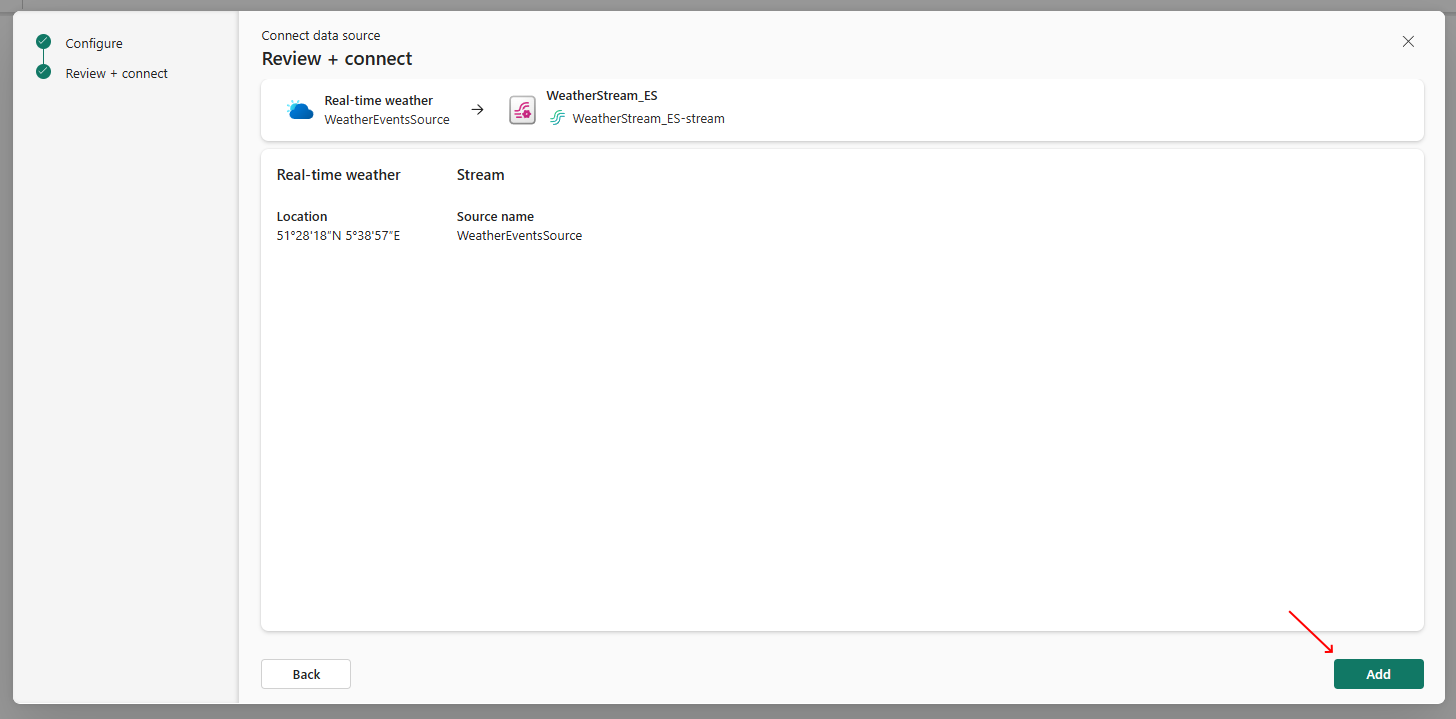 Configure
Review + connect
Connect data source
Review + connect
Real-time weather
WeatherEventsSource
WeatherStream_ES
WeatherStream_ES-stream
Real-time weather
Stream
Location
51°28'18"N 5°38'57"E
Source name
WeatherEventsSource
Back
Add